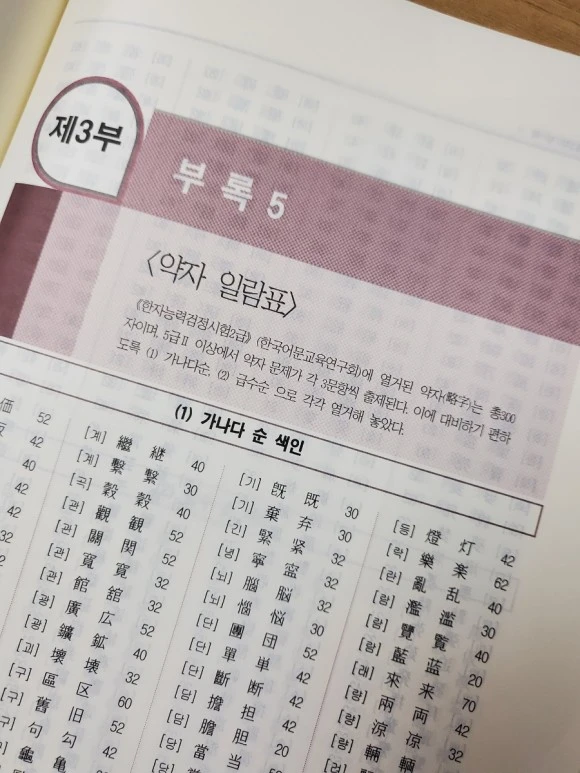 제3부
부록 5
〈약자 일람표〉
《한자능력검정시험2급》 (한국어문교육연구회)에 열거된 약자(略字)는 총300
자이며, 5급Ⅱ 이상에서 약자 문제가 각 3문항씩 출제된다. 이에 대비하기 편하
도록 (1) 가나다순, (2) 급수순 으로 각각 열거해 놓았다.
(1) 가나다 순 색인
価 52
42
40
42
42
32
42
32
[계] 繼 継 40
[계] 繫 繋 30
[곡] 穀 糓 40
[관] 觀 観 52
[관] 關 関 52
[관] 寬 寛 32
[관] 館 舘 32
[광] 廣 広 52
[광] 鑛 鉱 40
[괴] 壞 壊 32
[구] 區 区 60
[구] 舊 旧 52
[구] 句 勾 42
龜 亀
[기] 旣 既 30
[기] 棄 弃 30
[긴] 緊 紧 32
[녕] 寧 寍 32
[뇌] 腦 脳 32
[뇌] 惱 悩 30
[단] 團 団 52
[단] 單 単 42
[단] 斷 断 42
[담] 擔 担 42
[담] 膽 胆 20
[당] 當 当
[등] 燈 灯 42
[락] 樂 楽 62
[란] 亂 乱 40
[람] 濫 滥 30
[람] 覽 覧 40
[람] 藍 蓝 20
[래] 來 来 70
[량] 兩 両 42
[량] 涼 凉 32
[량] 輛 輌